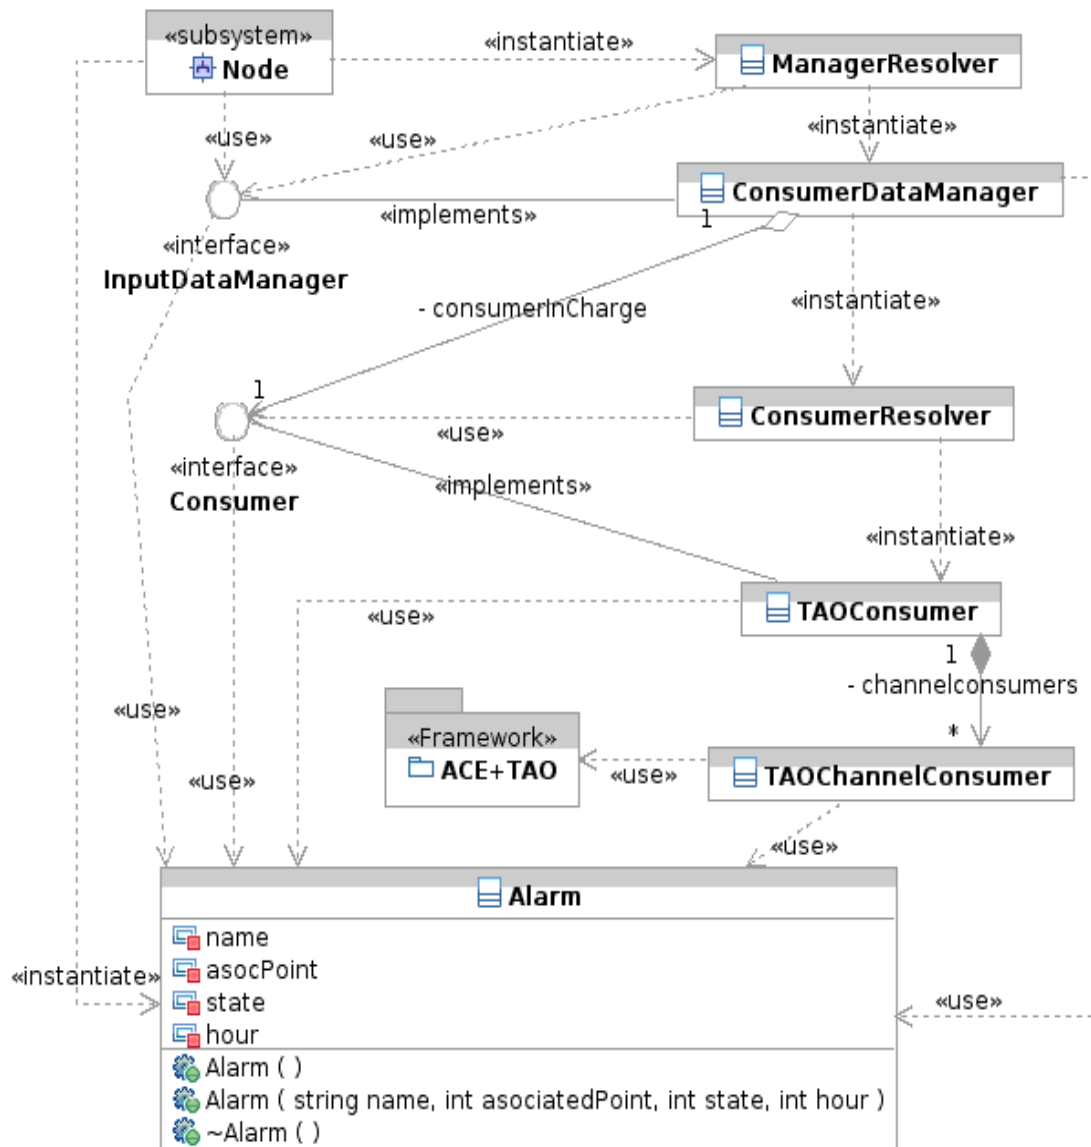 «subsystem»
Node
«instantiate»
ManagerResolver
«use»
«use»
«instantiate»
ConsumerDataManager
«implements»
1
«interface»
InputDataManager
- consumerInCharge
«instantiate»
1
ConsumerResolver
«use»
«interface»
Consumer
«implements»
«instantiate»
TAOConsumer
«use»
1
- channelconsumers
«use»
«Framework»
ACE+TAO
*
«use»
TAOChannelConsumer
«use»
«use»
Alarm
name
asocPoint
«instantiate»
state
«use»
hour
Alarm ( )
Alarm ( string name, int asociatedPoint, int state, int hour )
~Alarm ( )